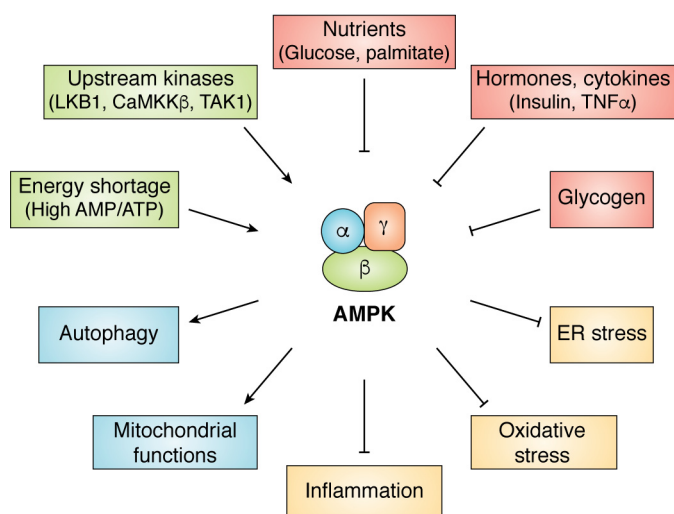 Nutrients
(Glucose, palmitate)
Upstream kinases
(LKB1, CaMKKβ, TAK1)
Hormones, cytokines
(Insulin, TNFα)
Energy shortage
(High AMP/ATP)
Glycogen
α
γ
β
AMPK
Autophagy
ER stress
Mitochondrial
functions
Oxidative
stress
Inflammation